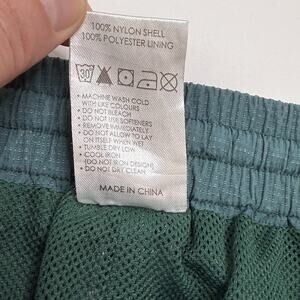 100% NYLON SHELL
100% POLYESTER LINING
30
• MACHINE WASH COLD
WITH LIKE COLOURS
• DO NOT BLEACH
• DO NOT USE SOFTENERS
• REMOVE IMMEDIATELY
• DO NOT ALLOW TO LAY
ON ITSELF WHEN WET
• TUMBLE DRY LOW
• COOL IRON
(DO NOT IRON DESIGN)
• DO NOT DRY CLEAN
MADE IN CHINA